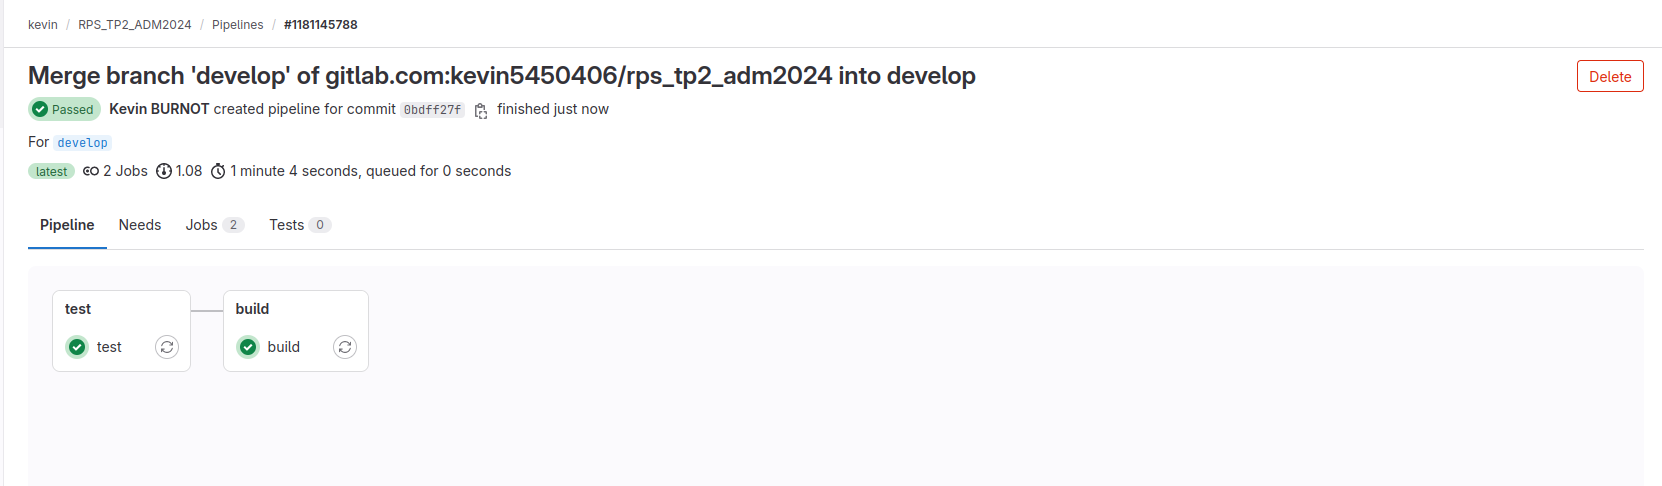 kevin / RPS_TP2_ADM2024 / Pipelines / #1181145788
Merge branch 'develop' of gitlab.com:kevin5450406/rps_tp2_adm2024 into develop
Delete
Passed Kevin BURNOT created pipeline for commit 0bdff27f finished just now
For develop
latest 2 Jobs 1.08 1 minute 4 seconds, queued for 0 seconds
Pipeline Needs Jobs 2 Tests 0
test build
test build